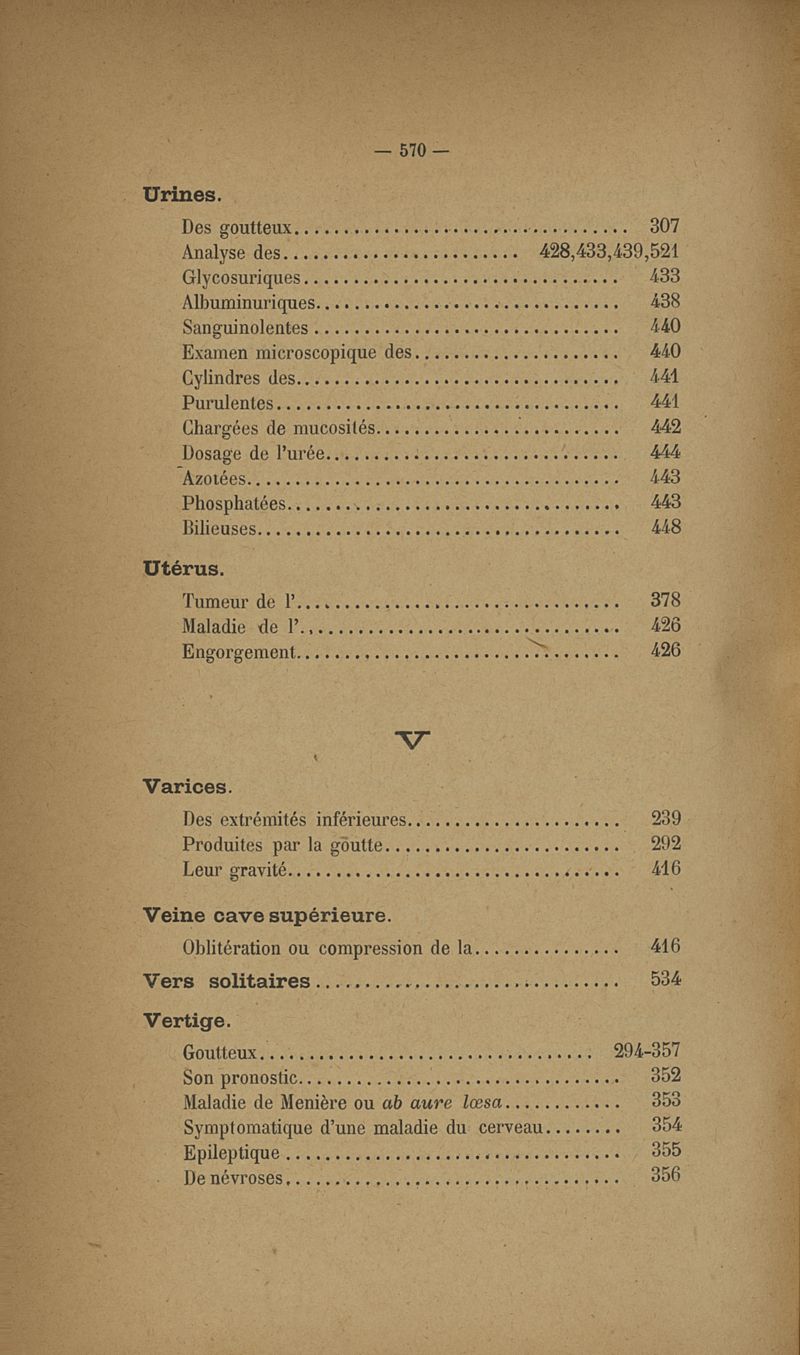 — 570 —
Urines.
Des goutteux.................................. 307
Analyse des........................ 428,433,439,521
Glycosuriques................................ 433
Albuminuriques............................... 438
Sanguinolentes............................... 440
Examen microscopique des..................... 440
Cylindres des................................. 441
Purulentes................................... 441
Chargées de mucosités......................... 442
Dosage de l'urée.............................. 444
Azotées...................................... 443
Phosphatées.................................. 443
Bilieuses..................................... 448
Utérus.
Tumeur de l'................................. 378
Maladie de l'................................ 426
Engorgement................................. 426
V
Varices.
Des extrémités inférieures...................... 239
Produites par la goutte........................ 292
Leur gravité.................................. 416
Veine cave supérieure.
Oblitération ou compression de la............... 416
Vers solitaires............................... 534
Vertige.
Goutteux.................................. 294-357
Son pronostic................................. 352
Maladie de Menière ou ab aure lœsa............ 353
Symptomatique d'une maladie du cerveau........ 354
Epileptique.................................. 355
De névroses.................................. 356